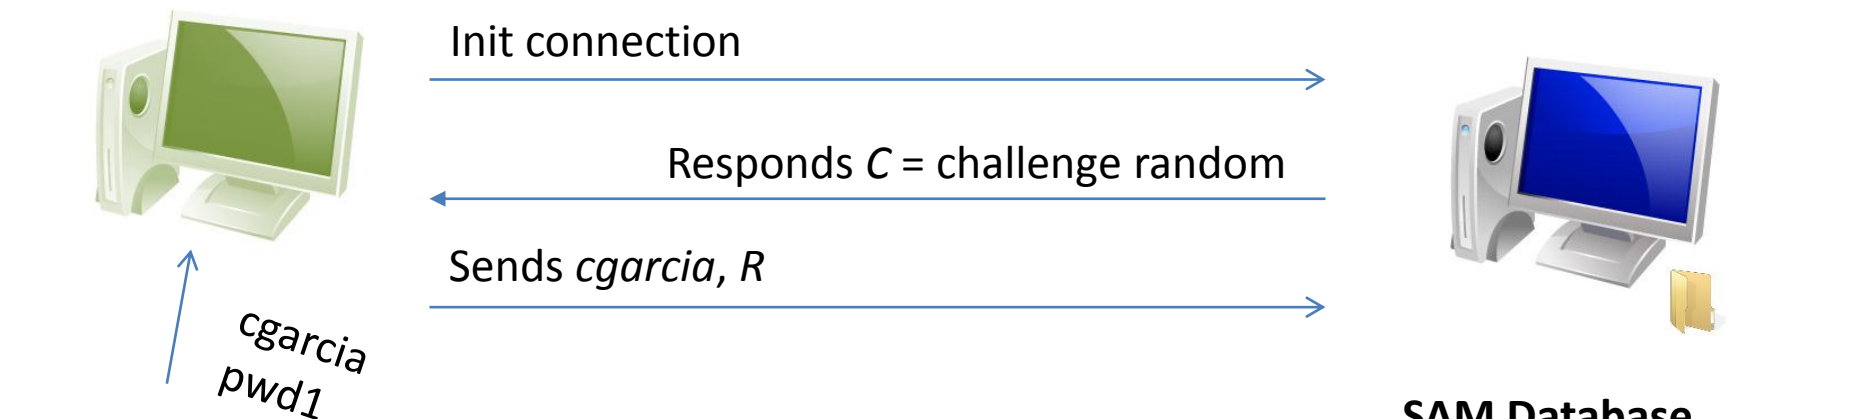 Init connection
Responds C = challenge random
Sends cgarcia, R
cgarcia
pwd1
SAM Database